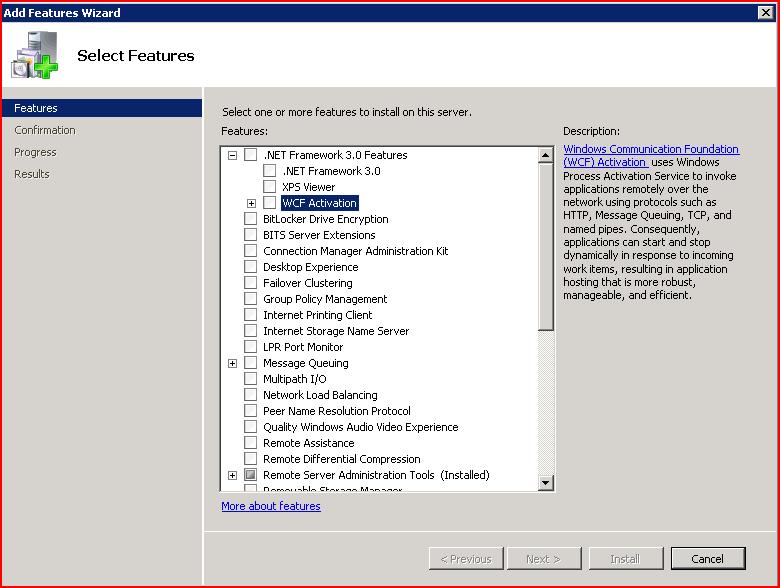 Add Features Wizard
Select Features
Features
Confirmation
Progress
Results
Select one or more features to install on this server.
Features:
.NET Framework 3.0 Features
.NET Framework 3.0
XPS Viewer
WCF Activation
BitLocker Drive Encryption
BITS Server Extensions
Connection Manager Administration Kit
Desktop Experience
Failover Clustering
Group Policy Management
Internet Printing Client
Internet Storage Name Server
LPR Port Monitor
Message Queuing
Multipath I/O
Network Load Balancing
Peer Name Resolution Protocol
Quality Windows Audio Video Experience
Remote Assistance
Remote Differential Compression
Remote Server Administration Tools (Installed)
Removable Storage Manager
More about features
Description:
Windows Communication Foundation
(WCF) Activation uses Windows
Process Activation Service to invoke
applications remotely over the
network using protocols such as
HTTP, Message Queuing, TCP, and
named pipes. Consequently,
applications can start and stop
dynamically in response to incoming
work items, resulting in application
hosting that is more robust,
manageable, and efficient.
< Previous
Next >
Install
Cancel